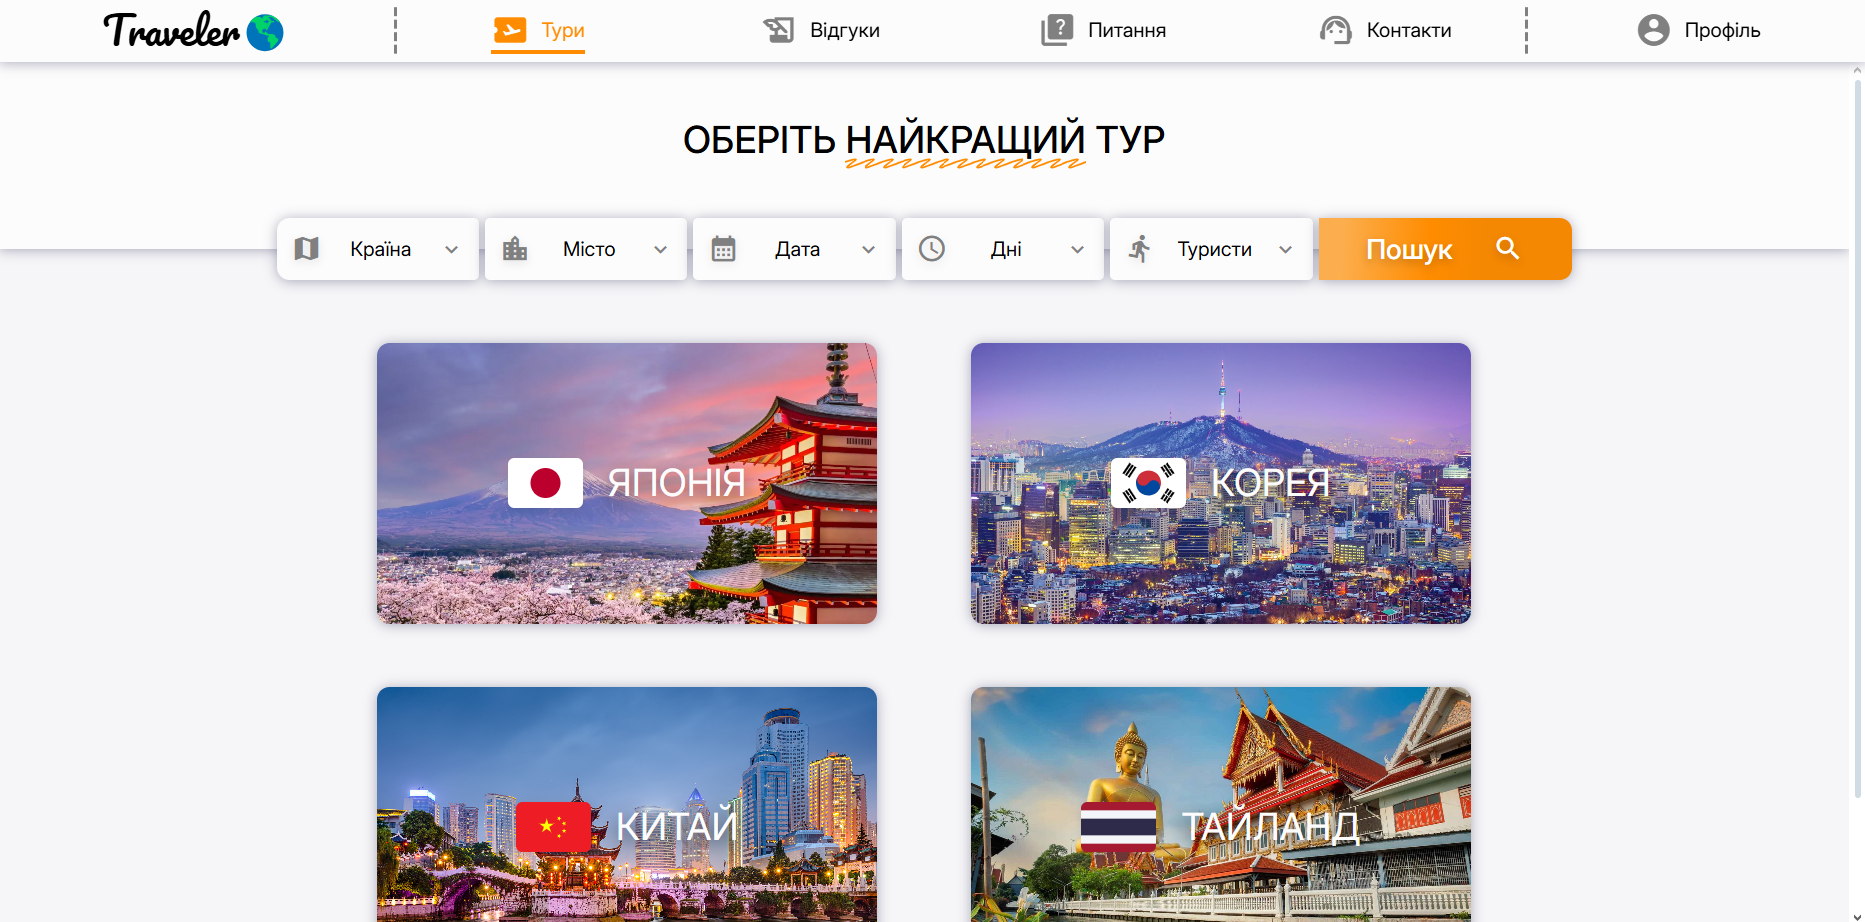 Traveler
Тури
Відгуки
Питання
Контакти
Профіль
ОБЕРІТЬ НАЙКРАЩИЙ ТУР
Країна
Місто
Дата
Дні
Туристи
Пошук
ЯПОНІЯ
КОРЕЯ
КИТАЙ
ТАЙЛАНД